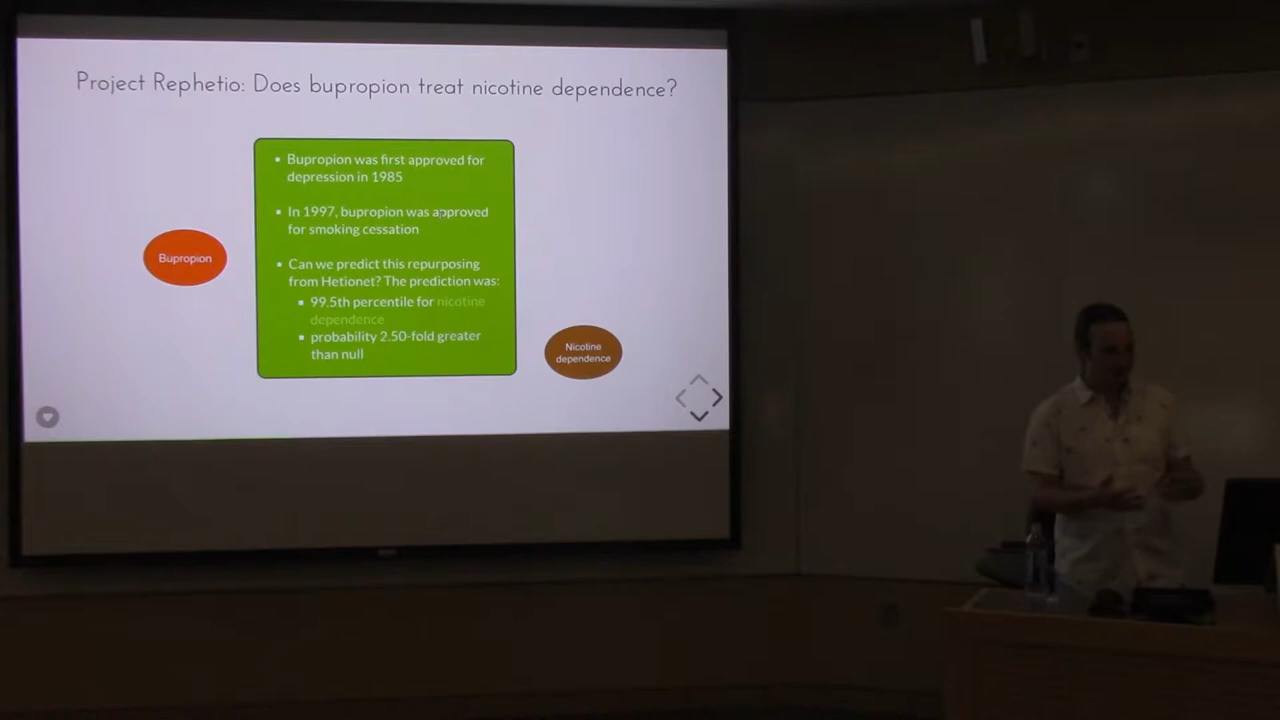 Project Rephetio: Does bupropion treat nicotine dependence?
Bupropion was first approved for
depression in 1985
In 1997, bupropion was approved
for smoking cessation
Can we predict this repurposing
from Hetionet? The prediction was:
99.5th percentile for nicotine
dependence
probability 2.50-fold greater
than null
Bupropion
Nicotine
dependence